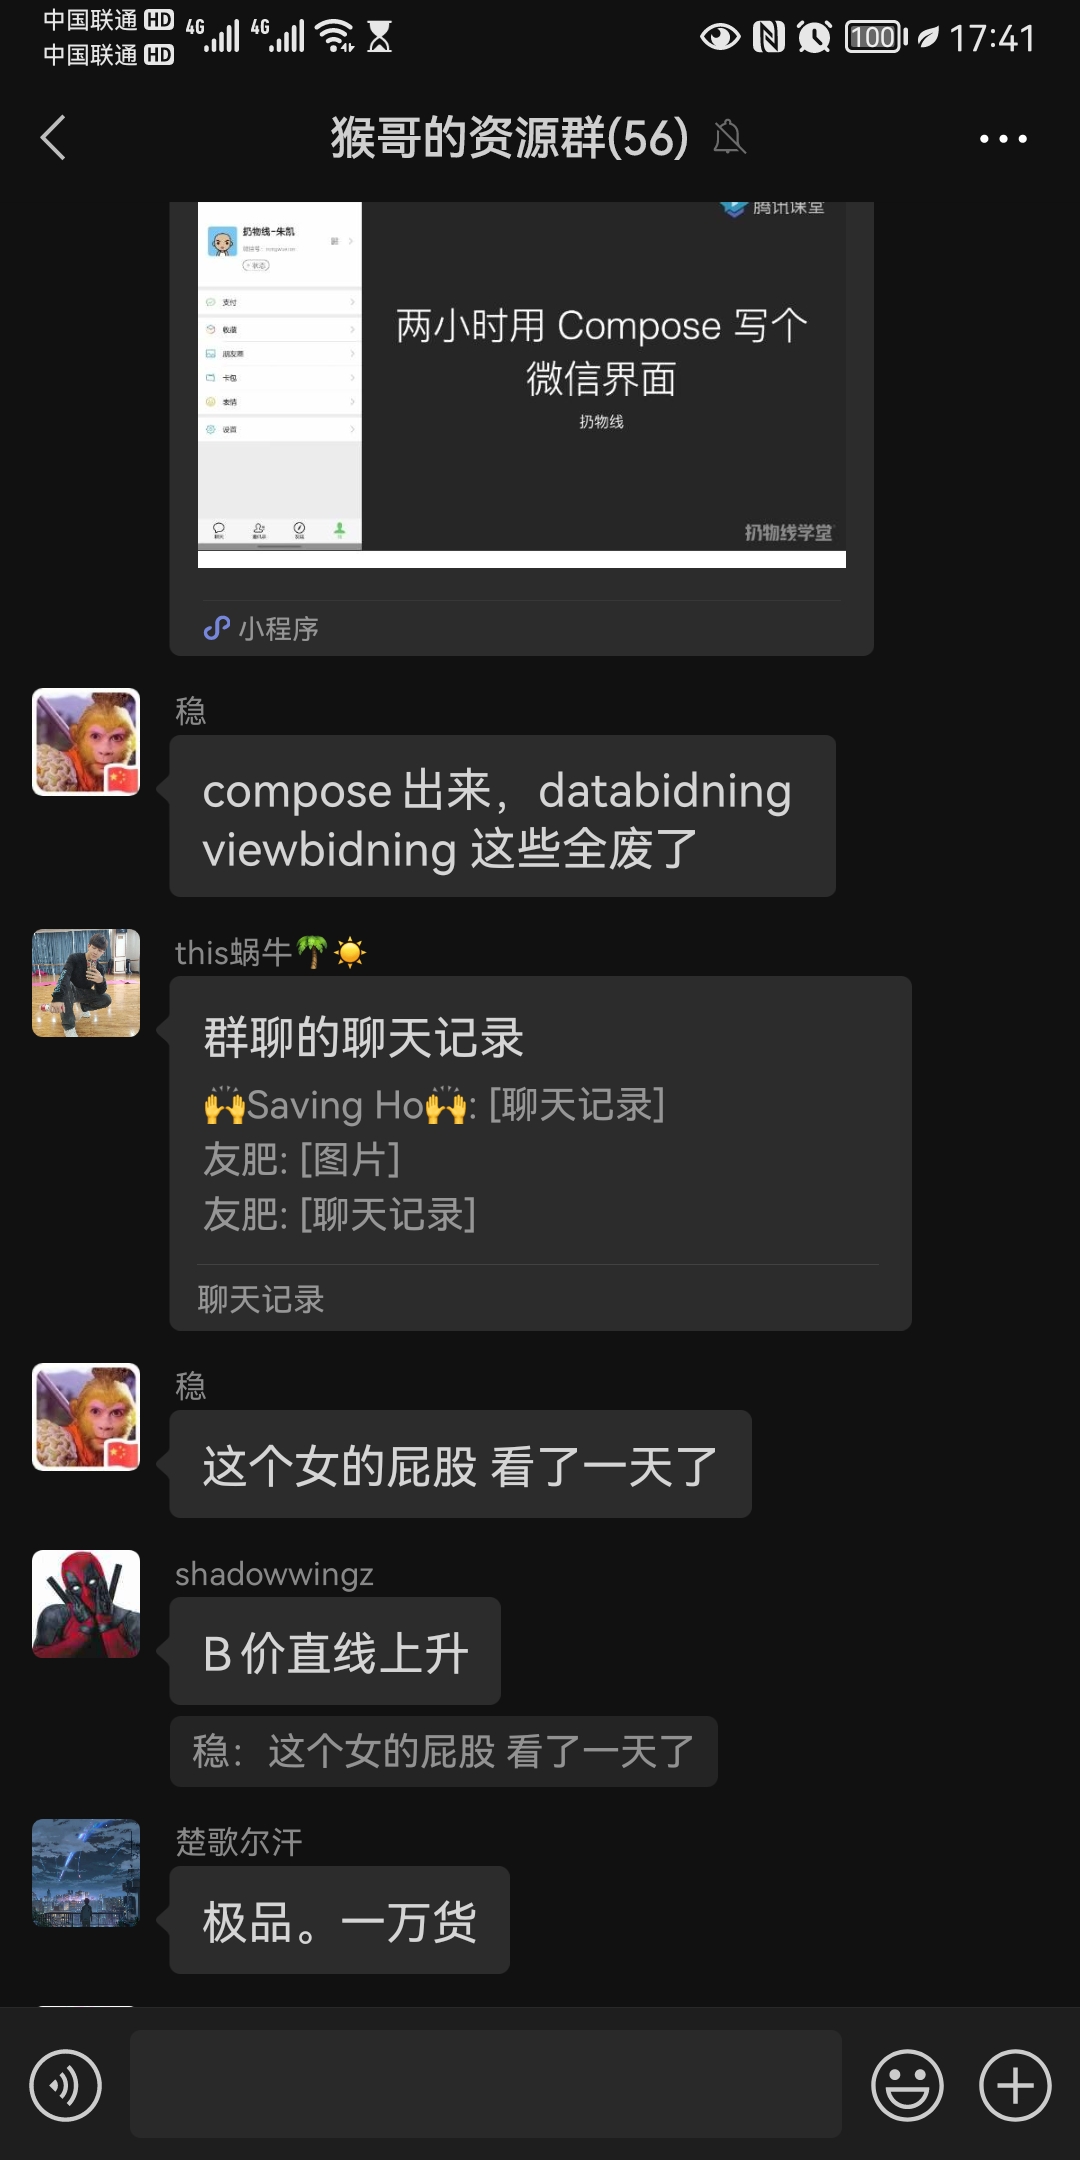 中国联通 HD 4G 4G 100 17:41
中国联通 HD
猴哥的资源群(56)
腾讯课堂
扔物线-朱凯
+ 状态
支付
收藏
朋友圈
卡包
表情
设置
两小时用 Compose 写个
微信界面
扔物线
扔物线学堂
小程序
稳
compose 出来，databidning
viewbidning 这些全废了
this蜗牛🌴☀️
群聊的聊天记录
🙌Saving Ho🙌: [聊天记录]
友肥: [图片]
友肥: [聊天记录]
聊天记录
稳
这个女的屁股 看了一天了
shadowwingz
B 价直线上升
稳：这个女的屁股 看了一天了
楚歌尔汗
极品。一万货